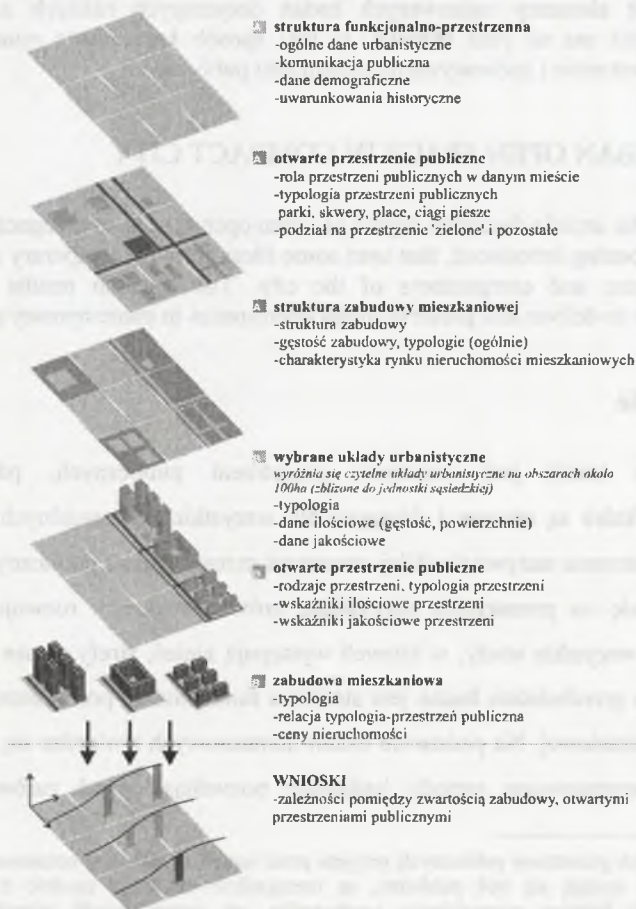 A struktura funkcjonalno-przestrzenna
-ogólne dane urbanistyczne
-komunikacja publiczna
-dane demograficzne
-uwarunkowania historyczne
A otwarte przestrzenie publiczne
-rola przestrzeni publicznych w danym mieście
-typologia przestrzeni publicznych
parki, skwery, place, ciągi piesze
-podział na przestrzenie 'zielone' i pozostałe
A struktura zabudowy mieszkaniowej
-struktura zabudowy
-gęstość zabudowy, typologie (ogólnie)
-charakterystyka rynku nieruchomości mieszkaniowych
B wybrane układy urbanistyczne
wyróżnia się czytelne układy urbanistyczne na obszarach około
100ha (zbliżone do jednostki sąsiedzkiej)
-typologia
-dane ilościowe (gęstość, powierzchnie)
-dane jakościowe
otwarte przestrzenie publiczne
-rodzaje przestrzeni, typologia przestrzeni
-wskaźniki ilościowe przestrzeni
-wskaźniki jakościowe przestrzeni
B zabudowa mieszkaniowa
-typologia
-relacja typologia-przestrzeń publiczna
-ceny nieruchomości
WNIOSKI
-zależności pomiędzy zwartością zabudowy, otwartymi
przestrzeniami publicznymi